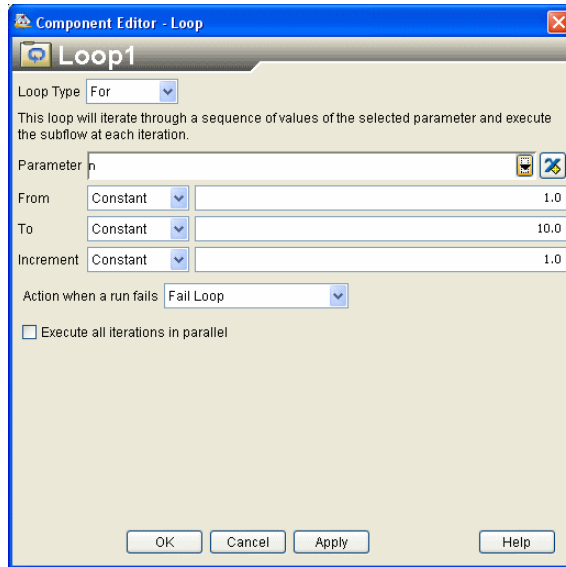 Component Editor - Loop
Loop1
Loop Type For
This loop will iterate through a sequence of values of the selected parameter and execute
the subflow at each iteration.
Parameter n
From Constant 1.0
To Constant 10.0
Increment Constant 1.0
Action when a run fails Fail Loop
Execute all iterations in parallel
OK Cancel Apply Help